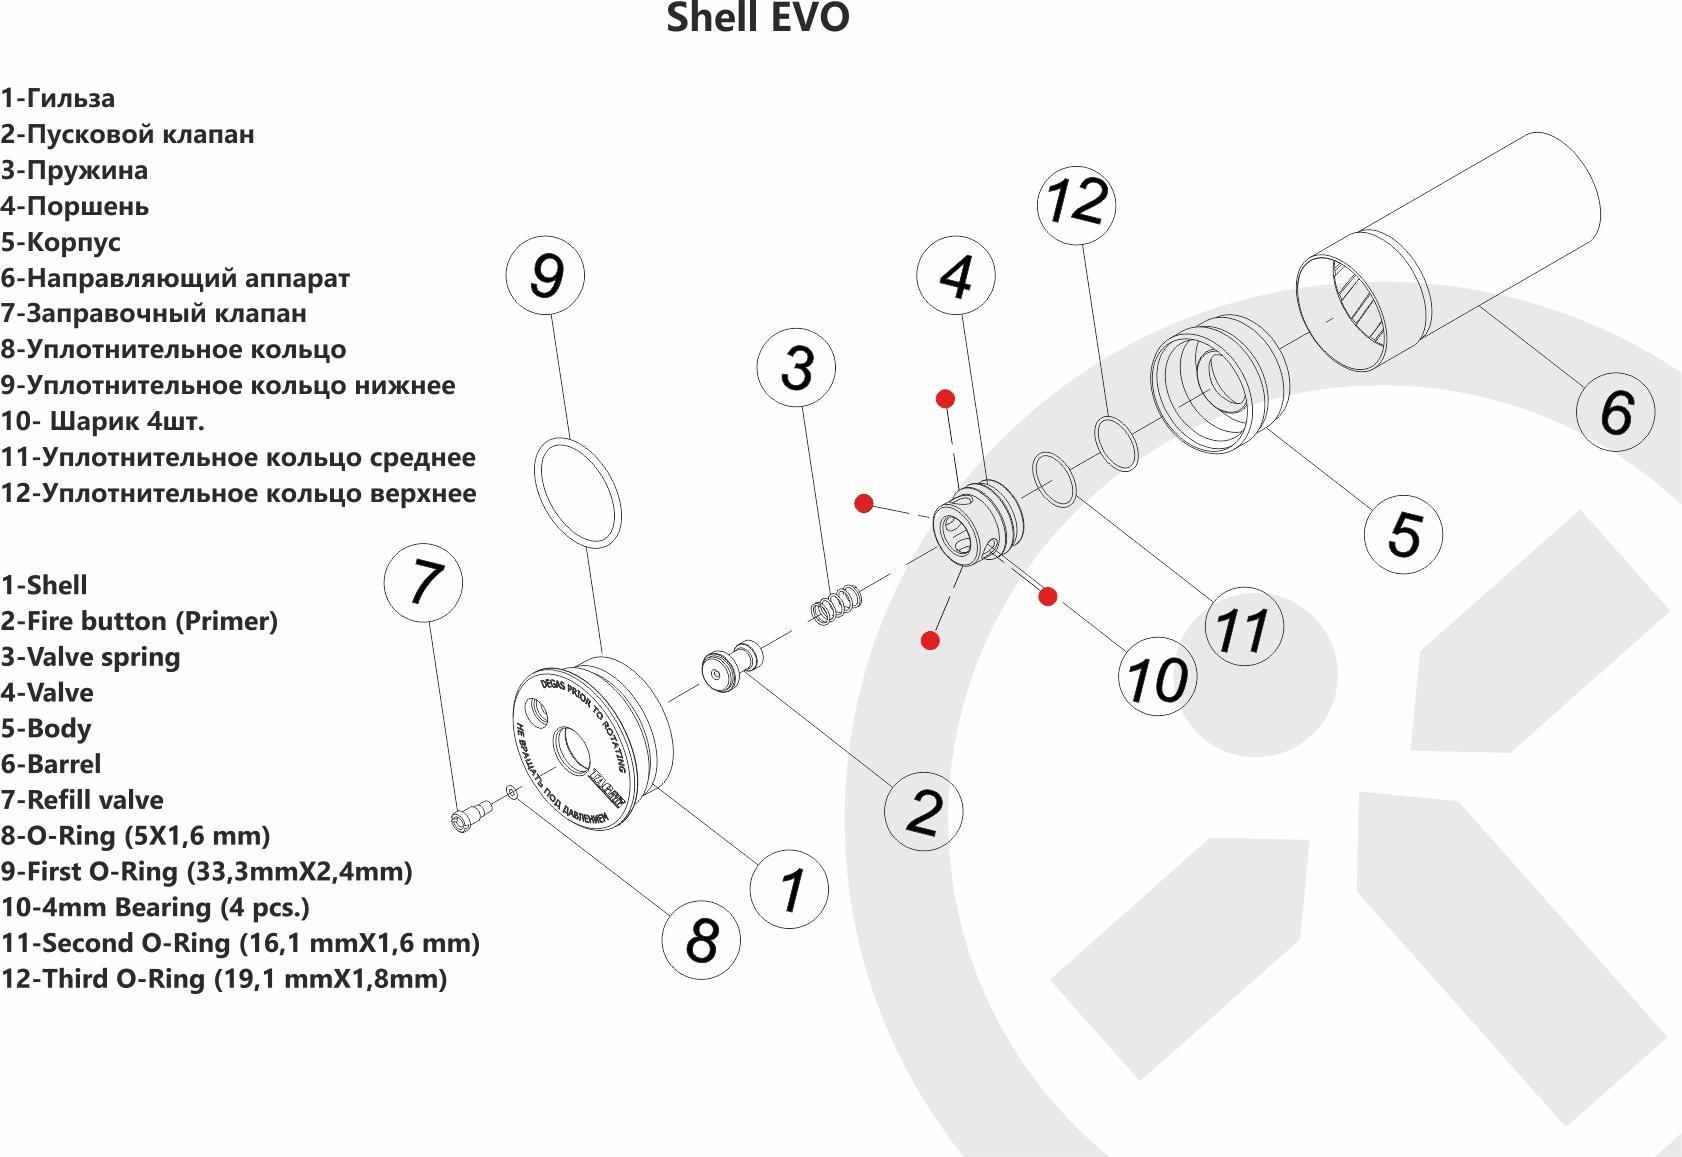 Shell EVO
1-Гильза
2-Пусковой клапан
3-Пружина
4-Поршень
5-Корпус
6-Направляющий аппарат
7-Заправочный клапан
8-Уплотнительное кольцо
9-Уплотнительное кольцо нижнее
10- Шарик 4шт.
11-Уплотнительное кольцо среднее
12-Уплотнительное кольцо верхнее
1-Shell
2-Fire button (Primer)
3-Valve spring
4-Valve
5-Body
6-Barrel
7-Refill valve
8-O-Ring (5X1,6 mm)
9-First O-Ring (33,3mmX2,4mm)
10-4mm Bearing (4 pcs.)
11-Second O-Ring (16,1 mmX1,6 mm)
12-Third O-Ring (19,1 mmX1,8mm)
12
9
4
3
6
5
7
11
10
2
1
8
DEGAS PRIOR TO ROTATING
НЕ ВРАЩАТЬ ПОД ДАВЛЕНИЕМ